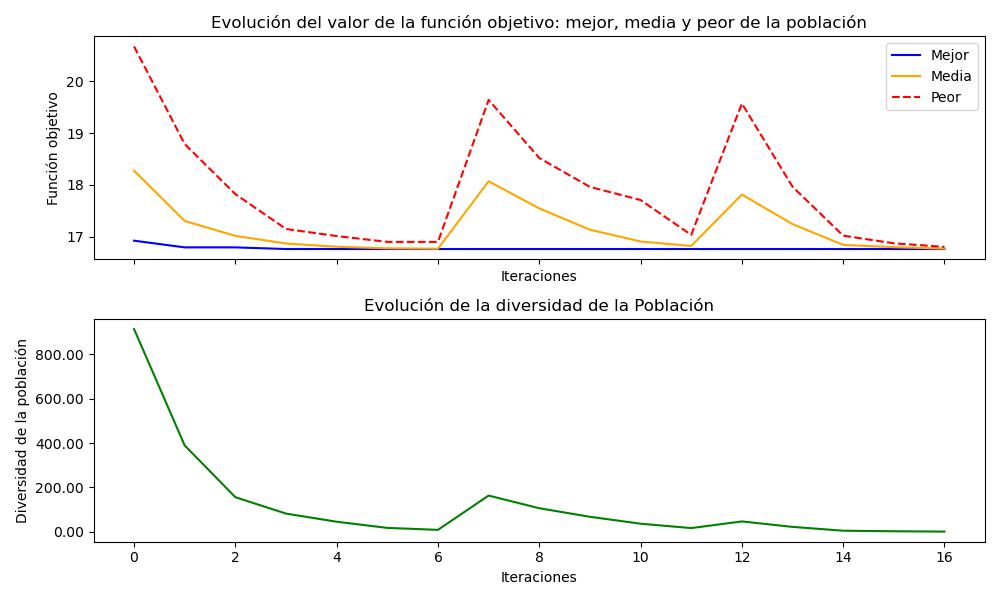 Evolución del valor de la función objetivo: mejor, media y peor de la población
Mejor
Media
Peor
20
19
18
17
Función objetivo
Iteraciones
Evolución de la diversidad de la Población
800.00
600.00
400.00
200.00
0.00
Diversidad de la población
0 2 4 6 8 10 12 14 16
Iteraciones